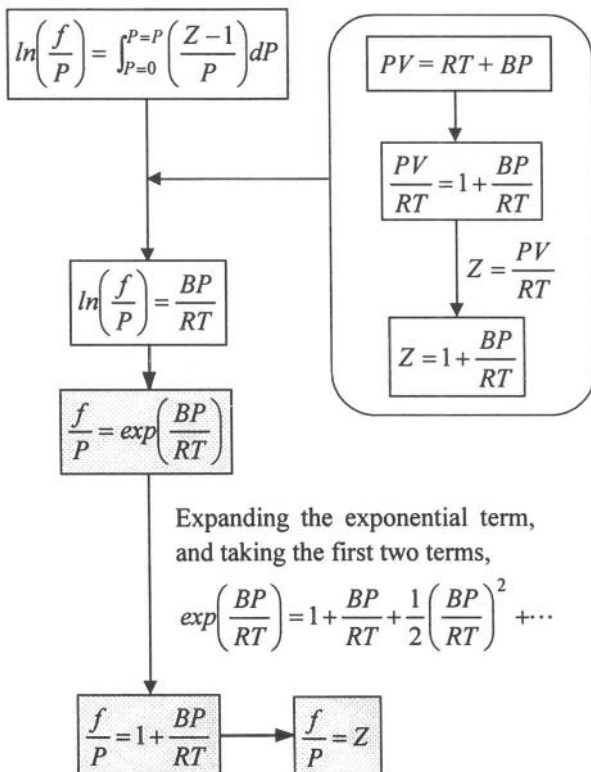 ln(f/P) = ∫_{P=0}^{P=P} ((Z−1)/P) dP
PV = RT + BP
PV/RT = 1 + BP/RT
Z = PV/RT
Z = 1 + BP/RT
ln(f/P) = BP/RT
f/P = exp(BP/RT)
Expanding the exponential term,
and taking the first two terms,
exp(BP/RT) = 1 + BP/RT + 1/2 (BP/RT)² + ⋯
f/P = 1 + BP/RT
f/P = Z